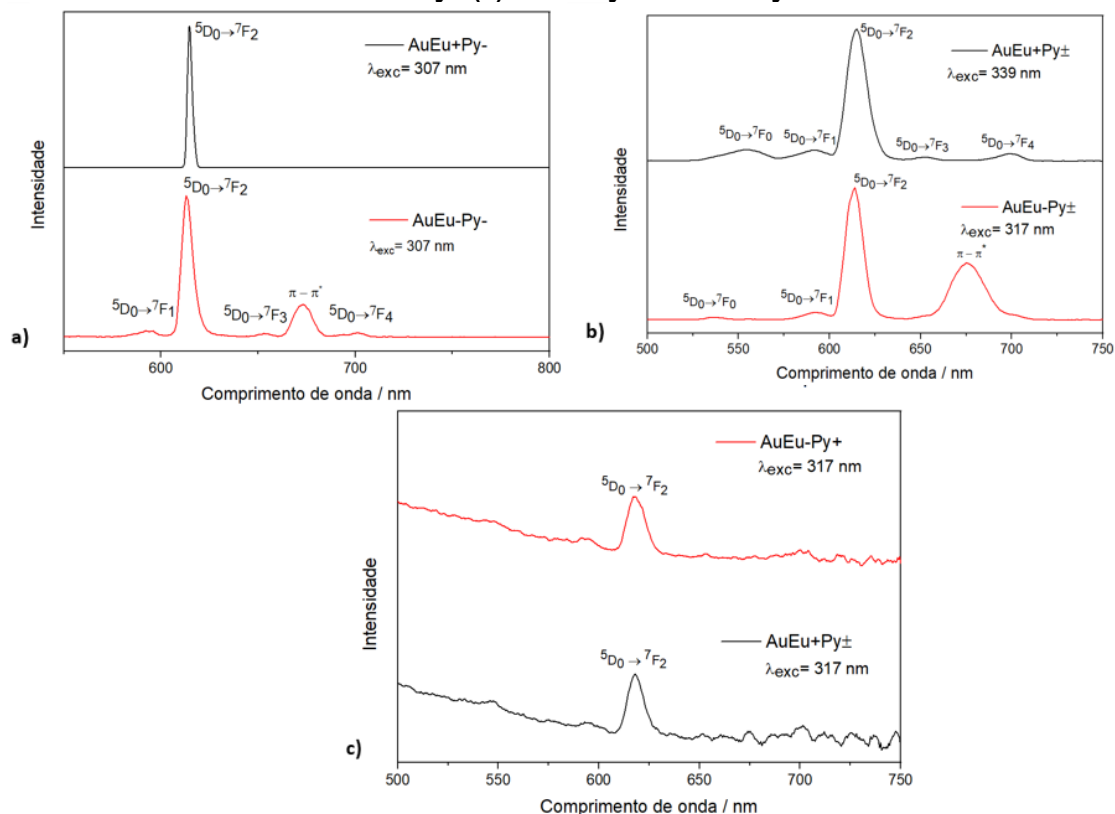 ⁵D₀→⁷F₂
AuEu+Py-
λexc= 307 nm
⁵D₀→⁷F₂
AuEu-Py-
λexc= 307 nm
⁵D₀→⁷F₁
⁵D₀→⁷F₃
π – π*
⁵D₀→⁷F₄
Intensidade
a)
600
700
800
Comprimento de onda / nm
⁵D₀→⁷F₂
AuEu+Py±
λexc= 339 nm
⁵D₀→⁷F₀
⁵D₀→⁷F₁
⁵D₀→⁷F₃
⁵D₀→⁷F₄
⁵D₀→⁷F₂
AuEu-Py±
λexc= 317 nm
π – π*
⁵D₀→⁷F₀
⁵D₀→⁷F₁
Intensidade
b)
500
550
600
650
700
750
Comprimento de onda / nm
AuEu-Py+
λexc= 317 nm
⁵D₀ → ⁷F₂
AuEu+Py±
λexc= 317 nm
⁵D₀ → ⁷F₂
Intensidade
c)
500
550
600
650
700
750
Comprimento de onda / nm